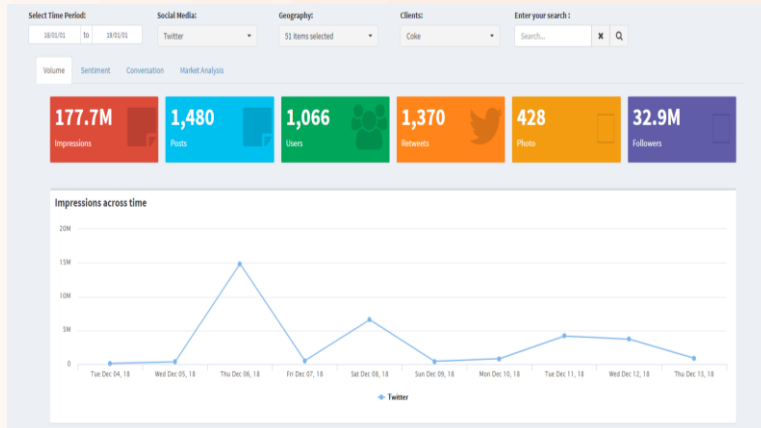 Select Time Period: Social Media: Geography: Clients: Enter your search :
18/01/01 to 19/01/01 Twitter 51 items selected Coke Search...
Volume Sentiment Conversation Market Analysis
177.7M 1,480 1,066 1,370 428 32.9M
Impressions Posts Users Retweets Photo Followers
Impressions across time
20M
15M
10M
5M
0
Tue Dec 04, 18 Wed Dec 05, 18 Thu Dec 06, 18 Fri Dec 07, 18 Sat Dec 08, 18 Sun Dec 09, 18 Mon Dec 10, 18 Tue Dec 11, 18 Wed Dec 12, 18 Thu Dec 13, 18
Twitter